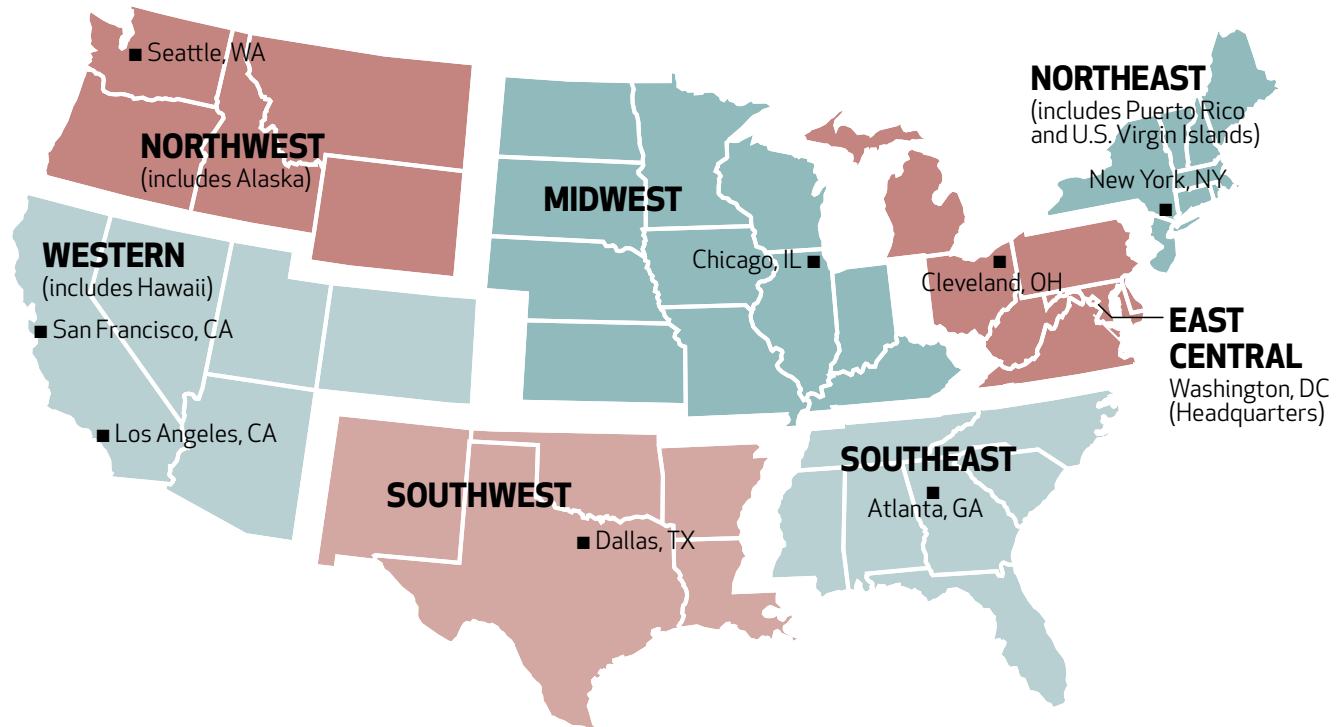 Seattle, WA
NORTHWEST
(includes Alaska)
WESTERN
(includes Hawaii)
San Francisco, CA
Los Angeles, CA
MIDWEST
Chicago, IL
SOUTHWEST
Dallas, TX
NORTHEAST
(includes Puerto Rico
and U.S. Virgin Islands)
New York, NY
Cleveland, OH
EAST
CENTRAL
Washington, DC
(Headquarters)
SOUTHEAST
Atlanta, GA